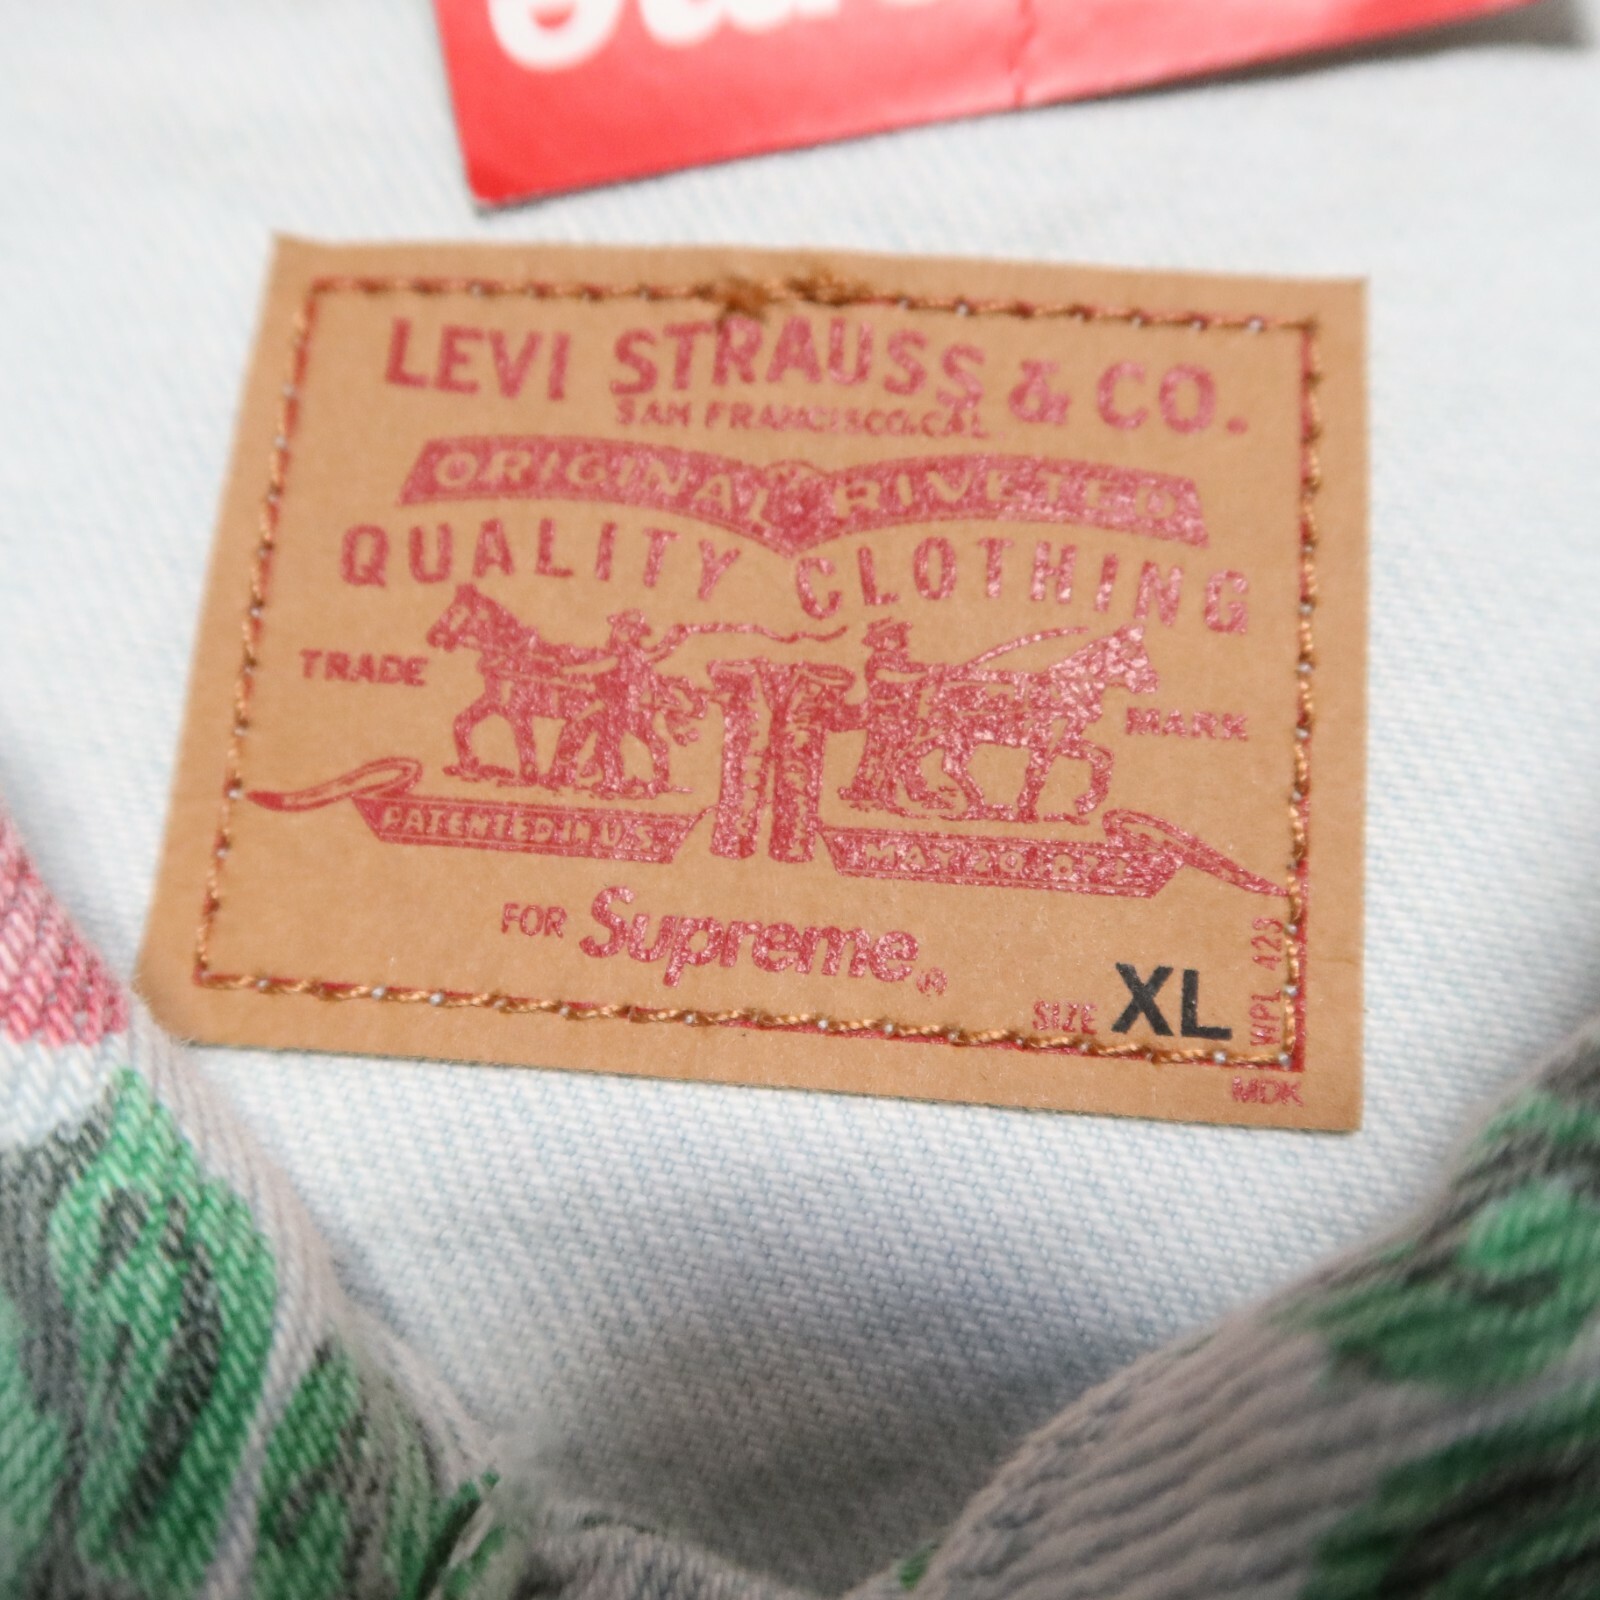 LEVI STRAUSS & CO.
SAN FRANCISCO.CAL.
ORIGINAL RIVETED
QUALITY CLOTHING
TRADE MARK
PATENTED IN U.S. MAY 20 1873
FOR Supreme®
SIZE XL
WPL 423
MDK